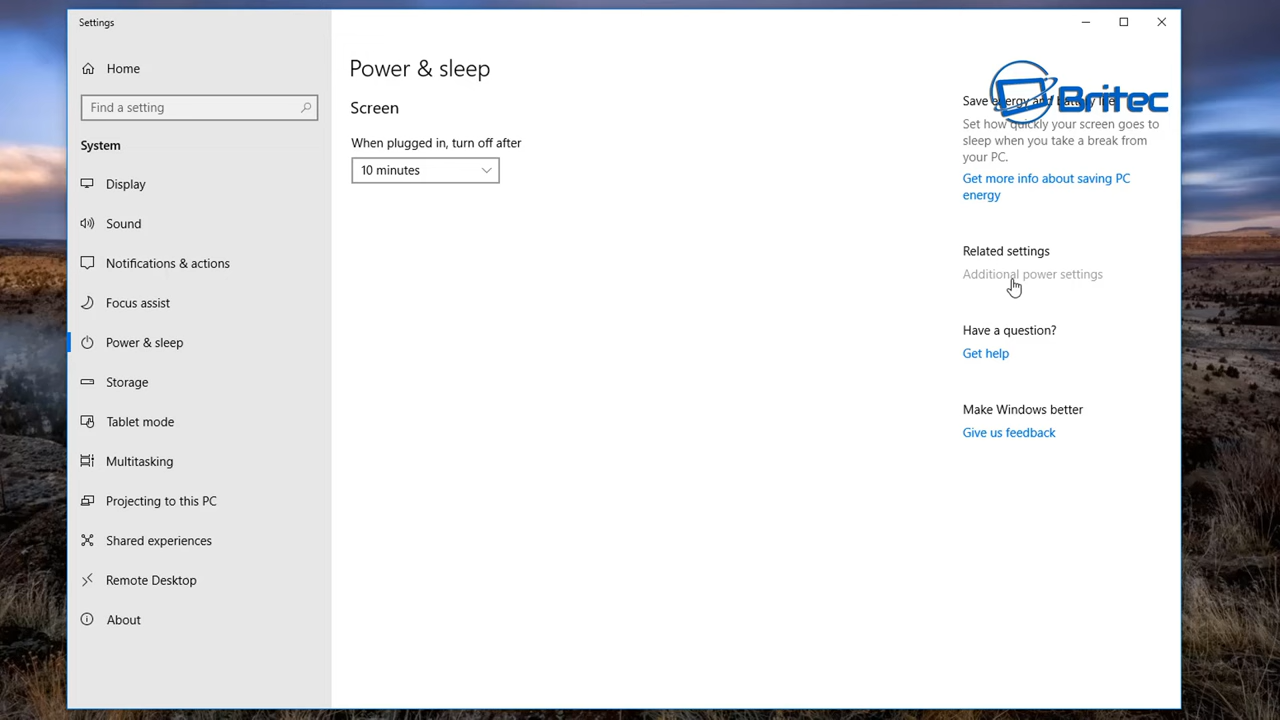 Settings
Home
Find a setting
System
Display
Sound
Notifications & actions
Focus assist
Power & sleep
Storage
Tablet mode
Multitasking
Projecting to this PC
Shared experiences
Remote Desktop
About
Power & sleep
Screen
When plugged in, turn off after
10 minutes
Britec
Save energy and battery life
Set how quickly your screen goes to
sleep when you take a break from
your PC.
Get more info about saving PC
energy
Related settings
Additional power settings
Have a question?
Get help
Make Windows better
Give us feedback